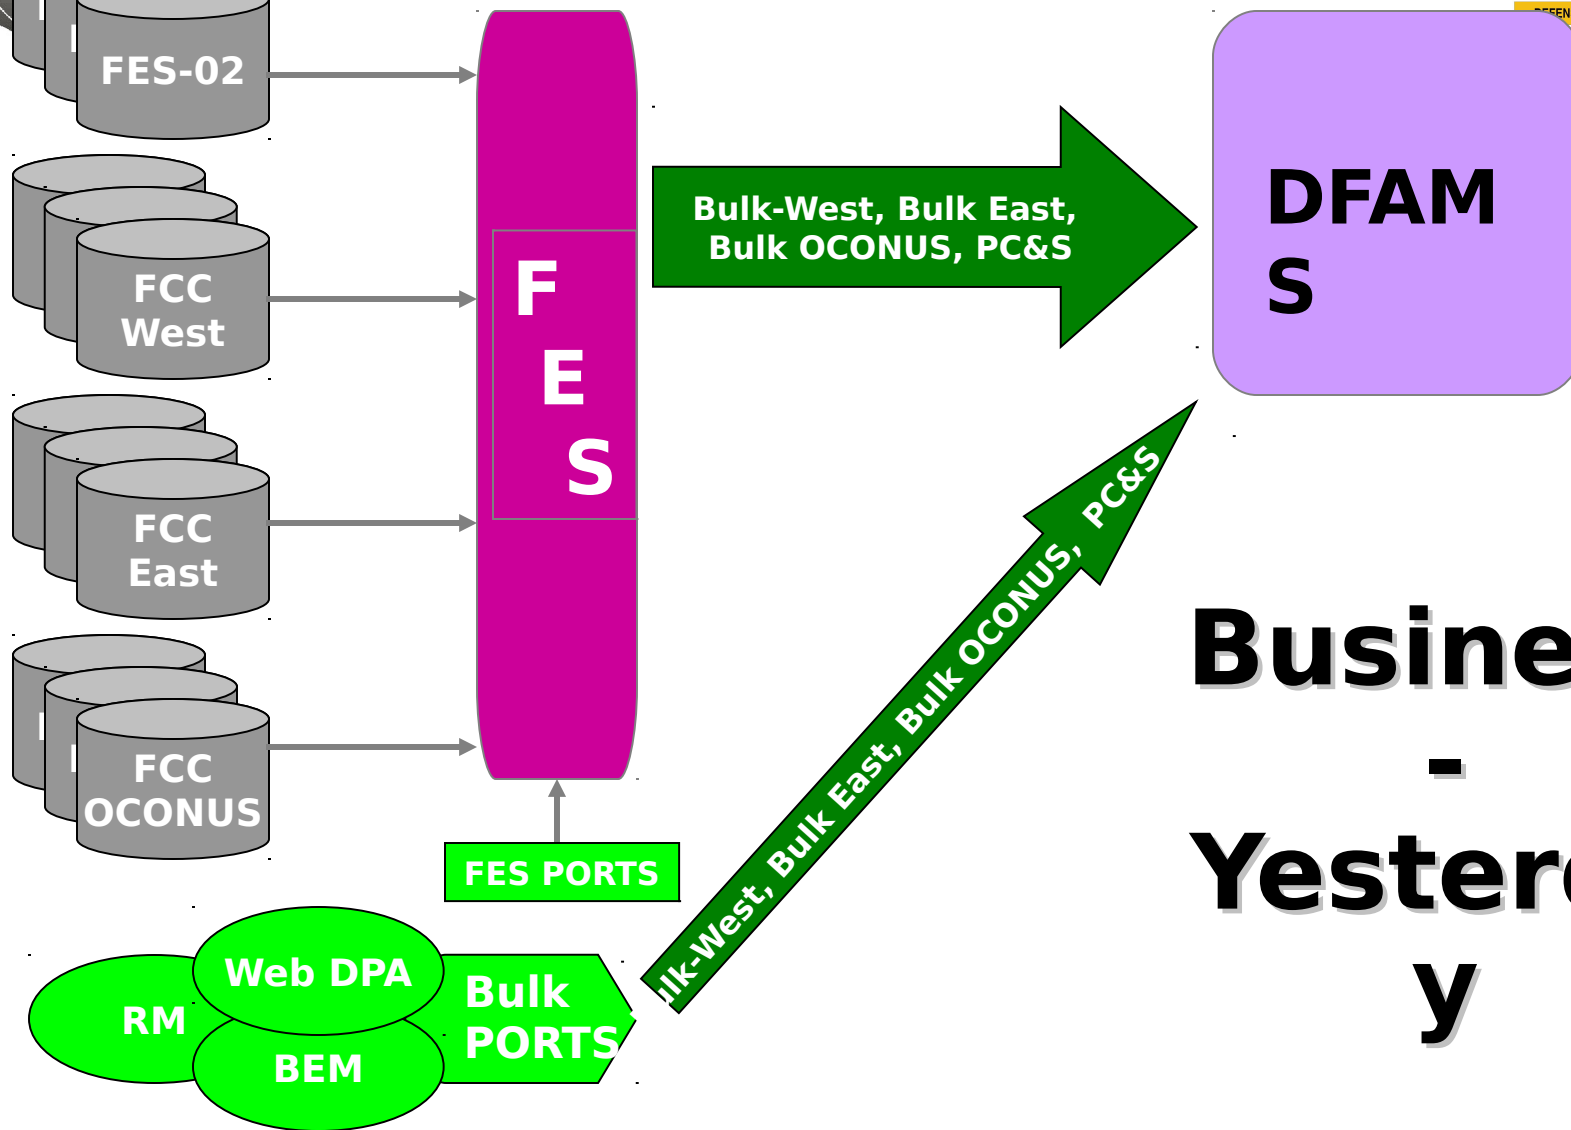 FES-02
FCC
West
FCC
East
FCC
OCONUS
F
E
S
Bulk-West, Bulk East,
Bulk OCONUS, PC&S
DFAM
S
Bulk East, Bulk OCONUS, PC&S
FES PORTS
Web DPA
RM
BEM
Bulk
PORTS
-
y